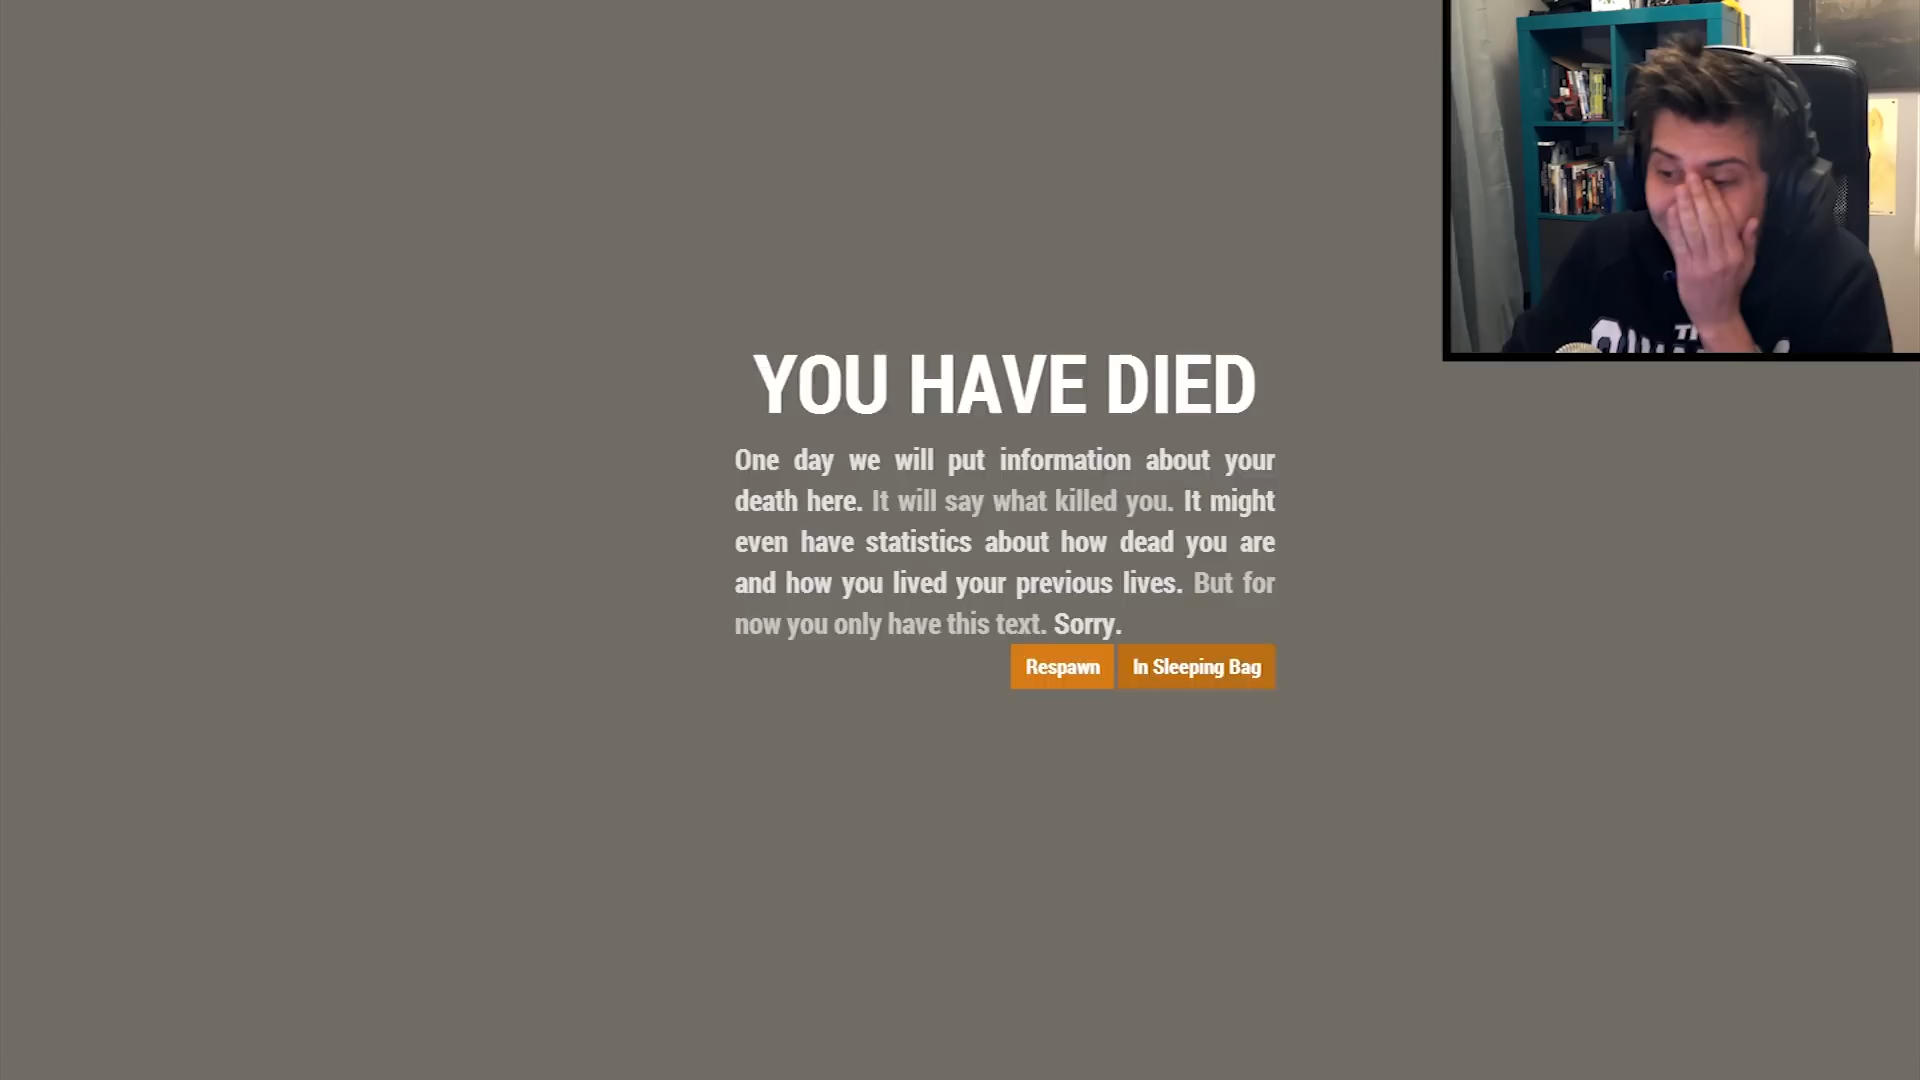 YOU HAVE DIED
One day we will put information about your
death here. It will say what killed you. It might
even have statistics about how dead you are
and how you lived your previous lives. But for
now you only have this text. Sorry.
Respawn In Sleeping Bag